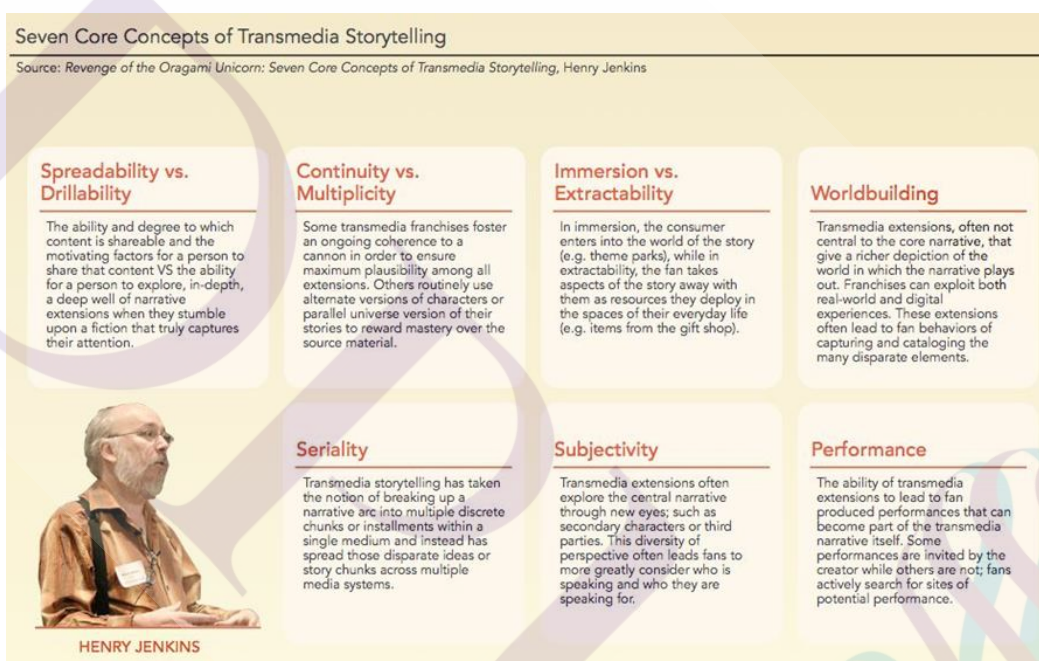 Seven Core Concepts of Transmedia Storytelling
Source: Revenge of the Oragami Unicorn: Seven Core Concepts of Transmedia Storytelling, Henry Jenkins
Spreadability vs.
Drillability
The ability and degree to which
content is shareable and the
motivating factors for a person to
share that content VS the ability
for a person to explore, in-depth,
a deep well of narrative
extensions when they stumble
upon a fiction that truly captures
their attention.
Continuity vs.
Multiplicity
Some transmedia franchises foster
an ongoing coherence to a
cannon in order to ensure
maximum plausibility among all
extensions. Others routinely use
alternate versions of characters or
parallel universe version of their
stories to reward mastery over the
source material.
Immersion vs.
Extractability
In immersion, the consumer
enters into the world of the story
(e.g. theme parks), while in
extractability, the fan takes
aspects of the story away with
them as resources they deploy in
the spaces of their everyday life
(e.g. items from the gift shop).
Worldbuilding
Transmedia extensions, often not
central to the core narrative, that
give a richer depiction of the
world in which the narrative plays
out. Franchises can exploit both
real-world and digital
experiences. These extensions
often lead to fan behaviors of
capturing and cataloging the
many disparate elements.
HENRY JENKINS
Seriality
Transmedia storytelling has taken
the notion of breaking up a
narrative arc into multiple discrete
chunks or installments within a
single medium and instead has
spread those disparate ideas or
story chunks across multiple
media systems.
Subjectivity
Transmedia extensions often
explore the central narrative
through new eyes; such as
secondary characters or third
parties. This diversity of
perspective often leads fans to
more greatly consider who is
speaking and who they are
speaking for.
Performance
The ability of transmedia
extensions to lead to fan
produced performances that can
become part of the transmedia
narrative itself. Some
performances are invited by the
creator while others are not; fans
actively search for sites of
potential performance.